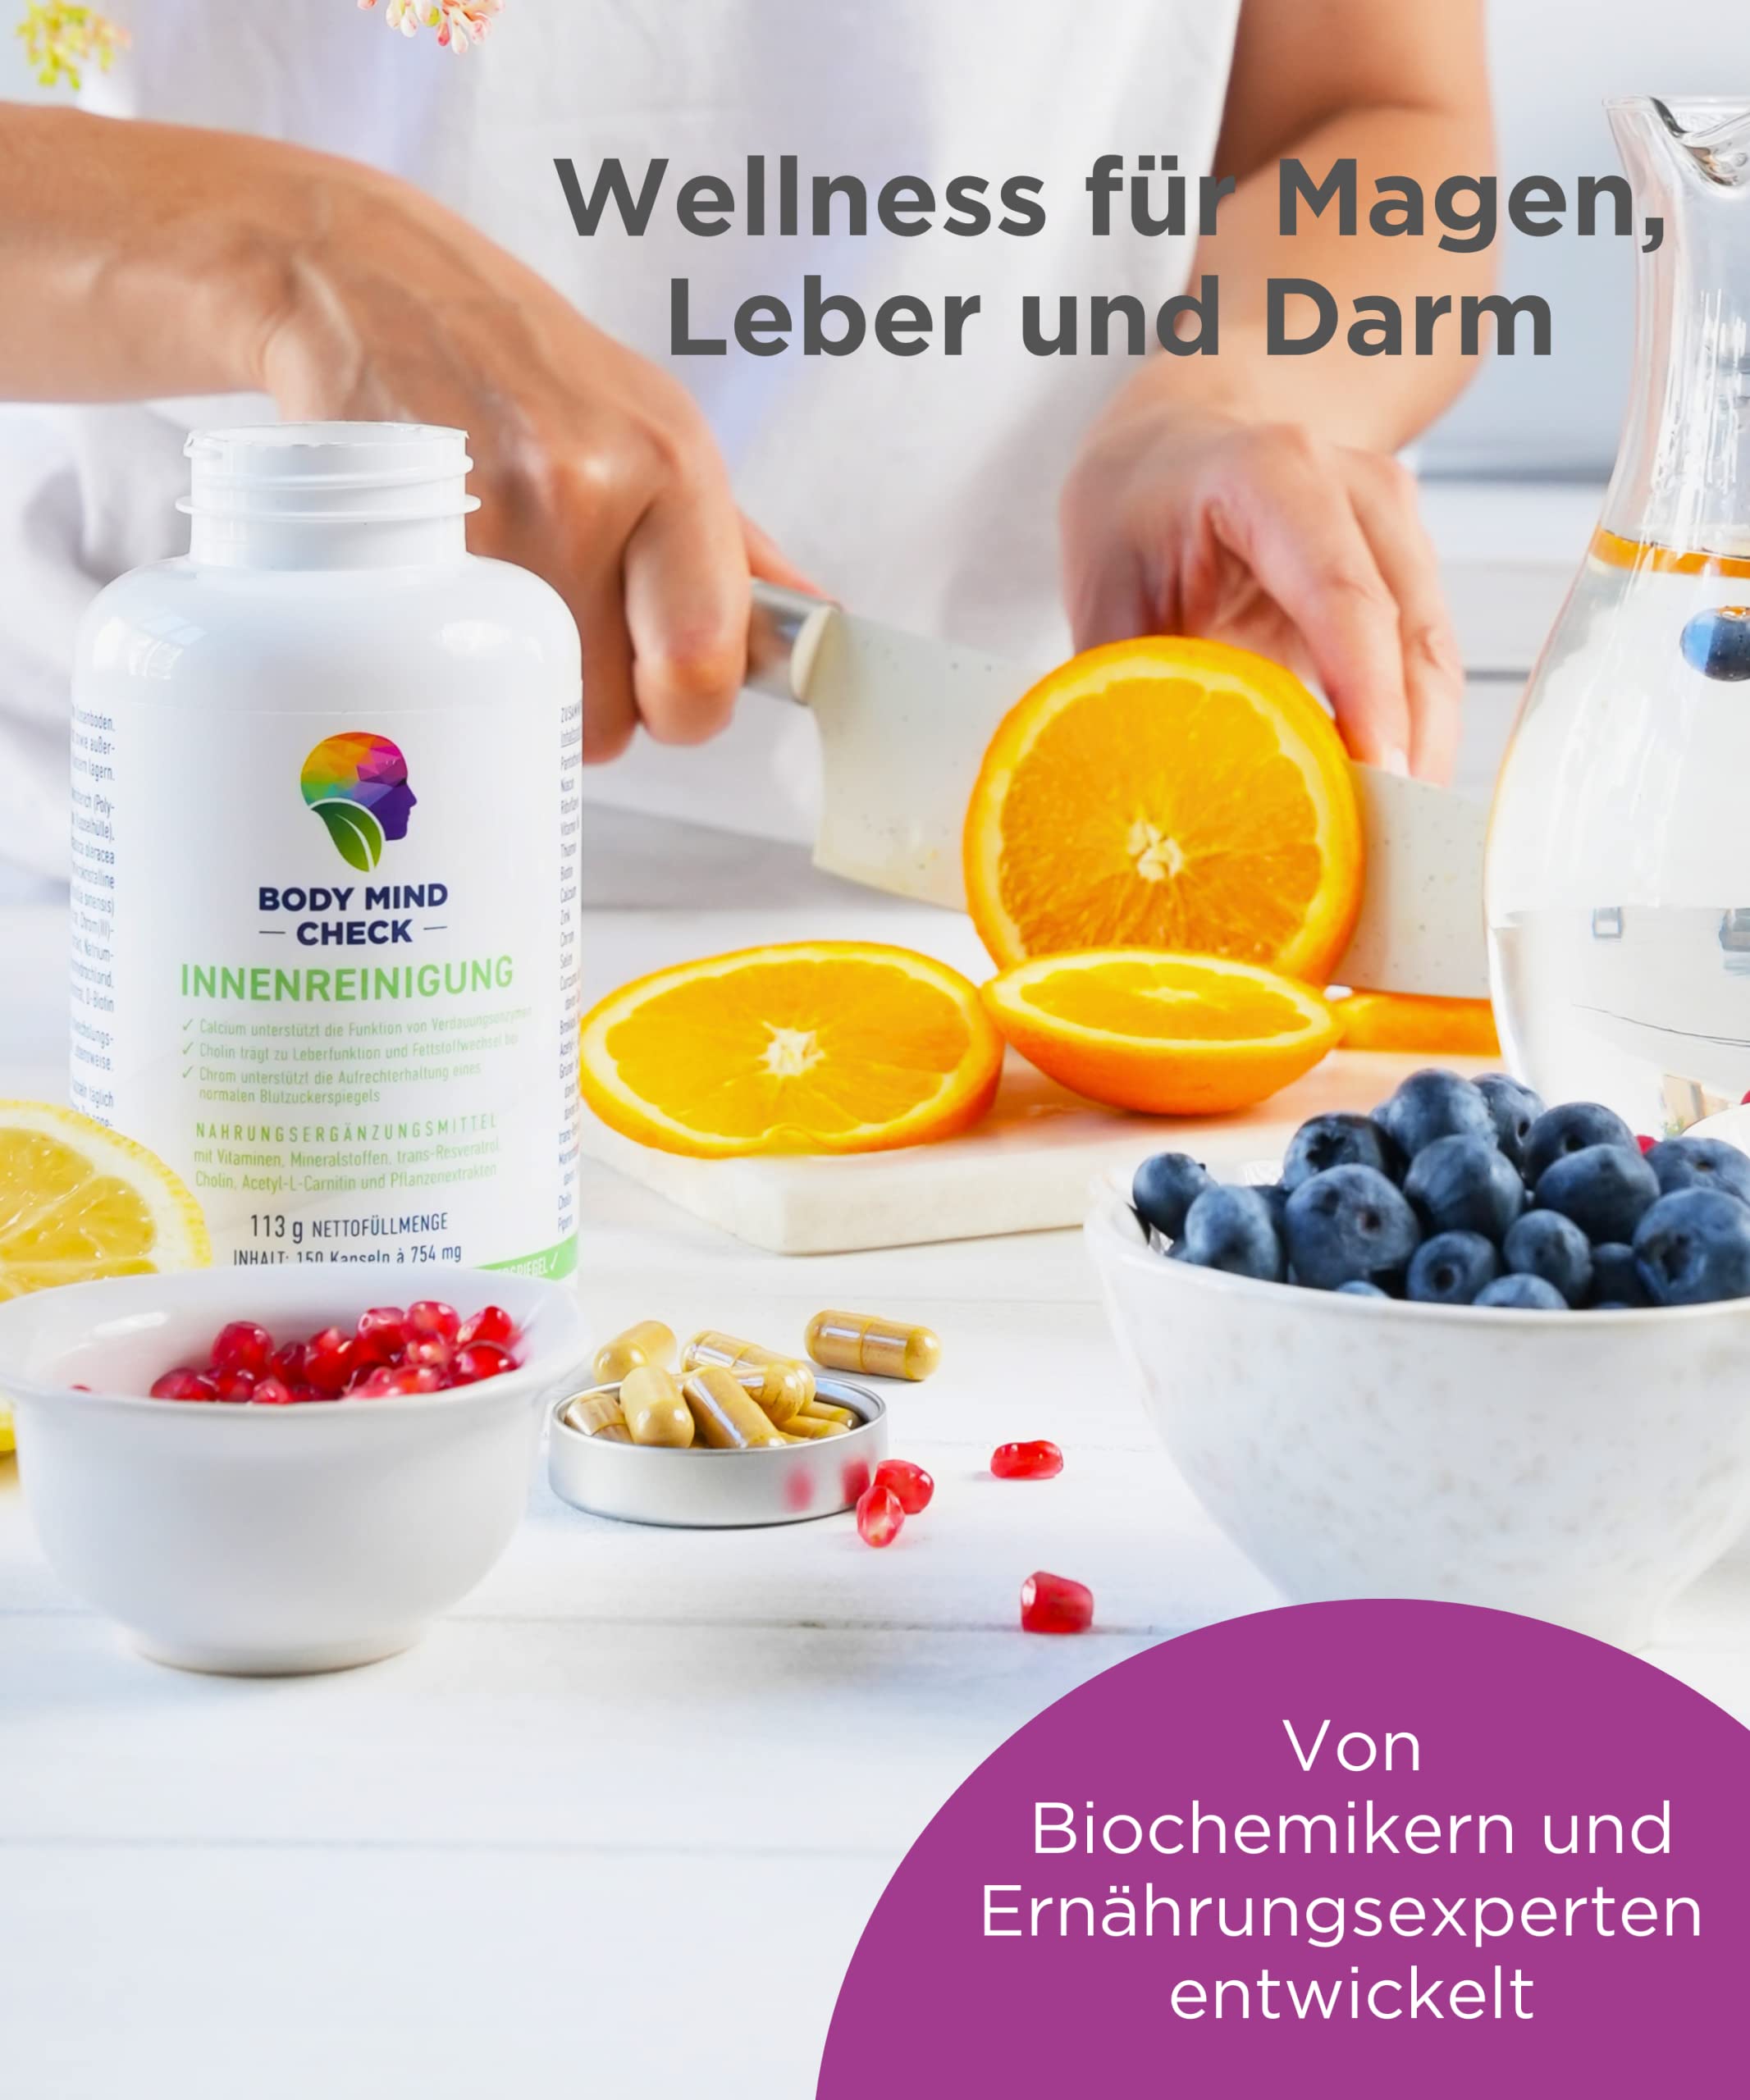 Wellness für Magen,
Leber und Darm
BODY MIND
CHECK
INNENREINIGUNG
✓ Calcium unterstützt die Funktion von Verdauungsenzymen
✓ Cholin trägt zu Leberfunktion und Fettstoffwechsel bei
✓ Chrom unterstützt die Aufrechterhaltung eines
normalen Blutzuckerspiegels
NAHRUNGSERGÄNZUNGSMITTEL
mit Vitaminen, Mineralstoffen, trans-Resveratrol,
Cholin, Acetyl-L-Carnitin und Pflanzenextrakten
113 g NETTOFÜLLMENGE
INHALT: 150 Kapseln à 754 mg
Von
Biochemikern und
Ernährungsexperten
entwickelt